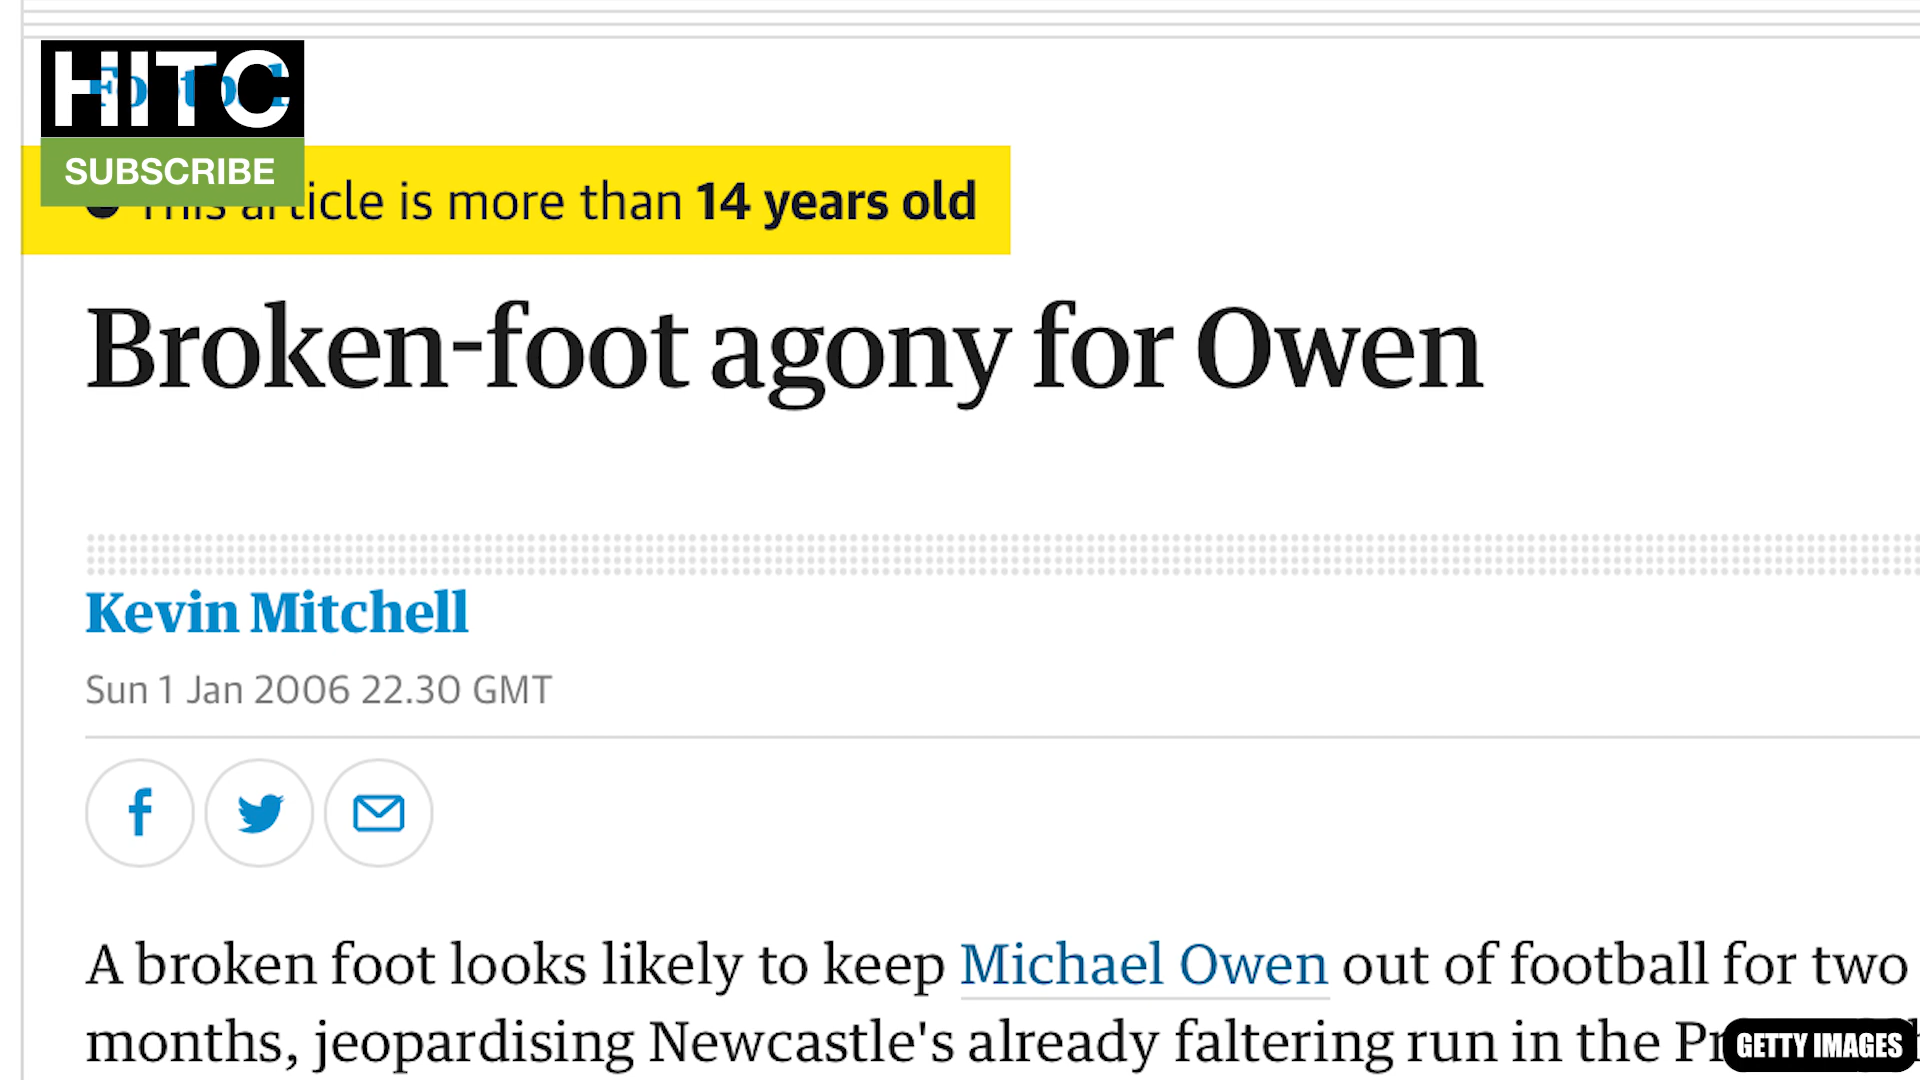 HITC
SUBSCRIBE
This article is more than 14 years old
Broken-foot agony for Owen
Kevin Mitchell
Sun 1 Jan 2006 22.30 GMT
A broken foot looks likely to keep Michael Owen out of football for two
months, jeopardising Newcastle's already faltering run in the
GETTY IMAGES